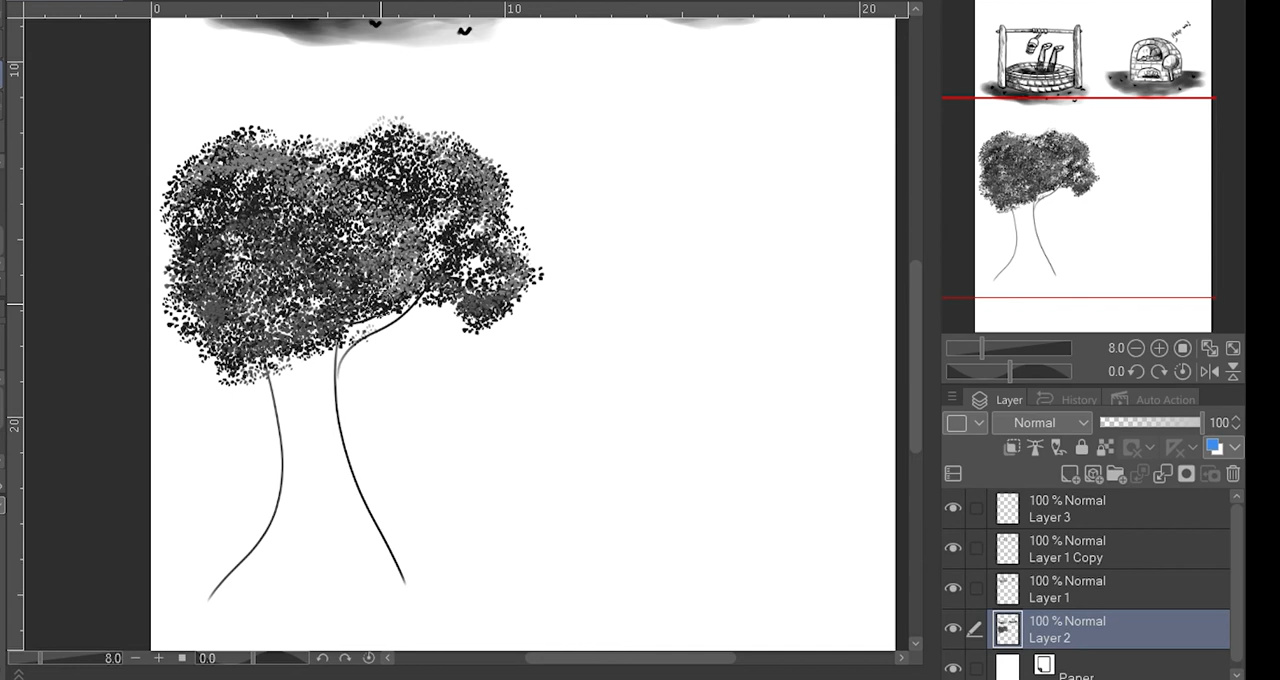 0
10
20
10
20
8.0
0.0
8.0
0.0
Layer
History
Auto Action
Normal
100
100 % Normal
Layer 3
100 % Normal
Layer 1 Copy
100 % Normal
Layer 1
100 % Normal
Layer 2
Paper